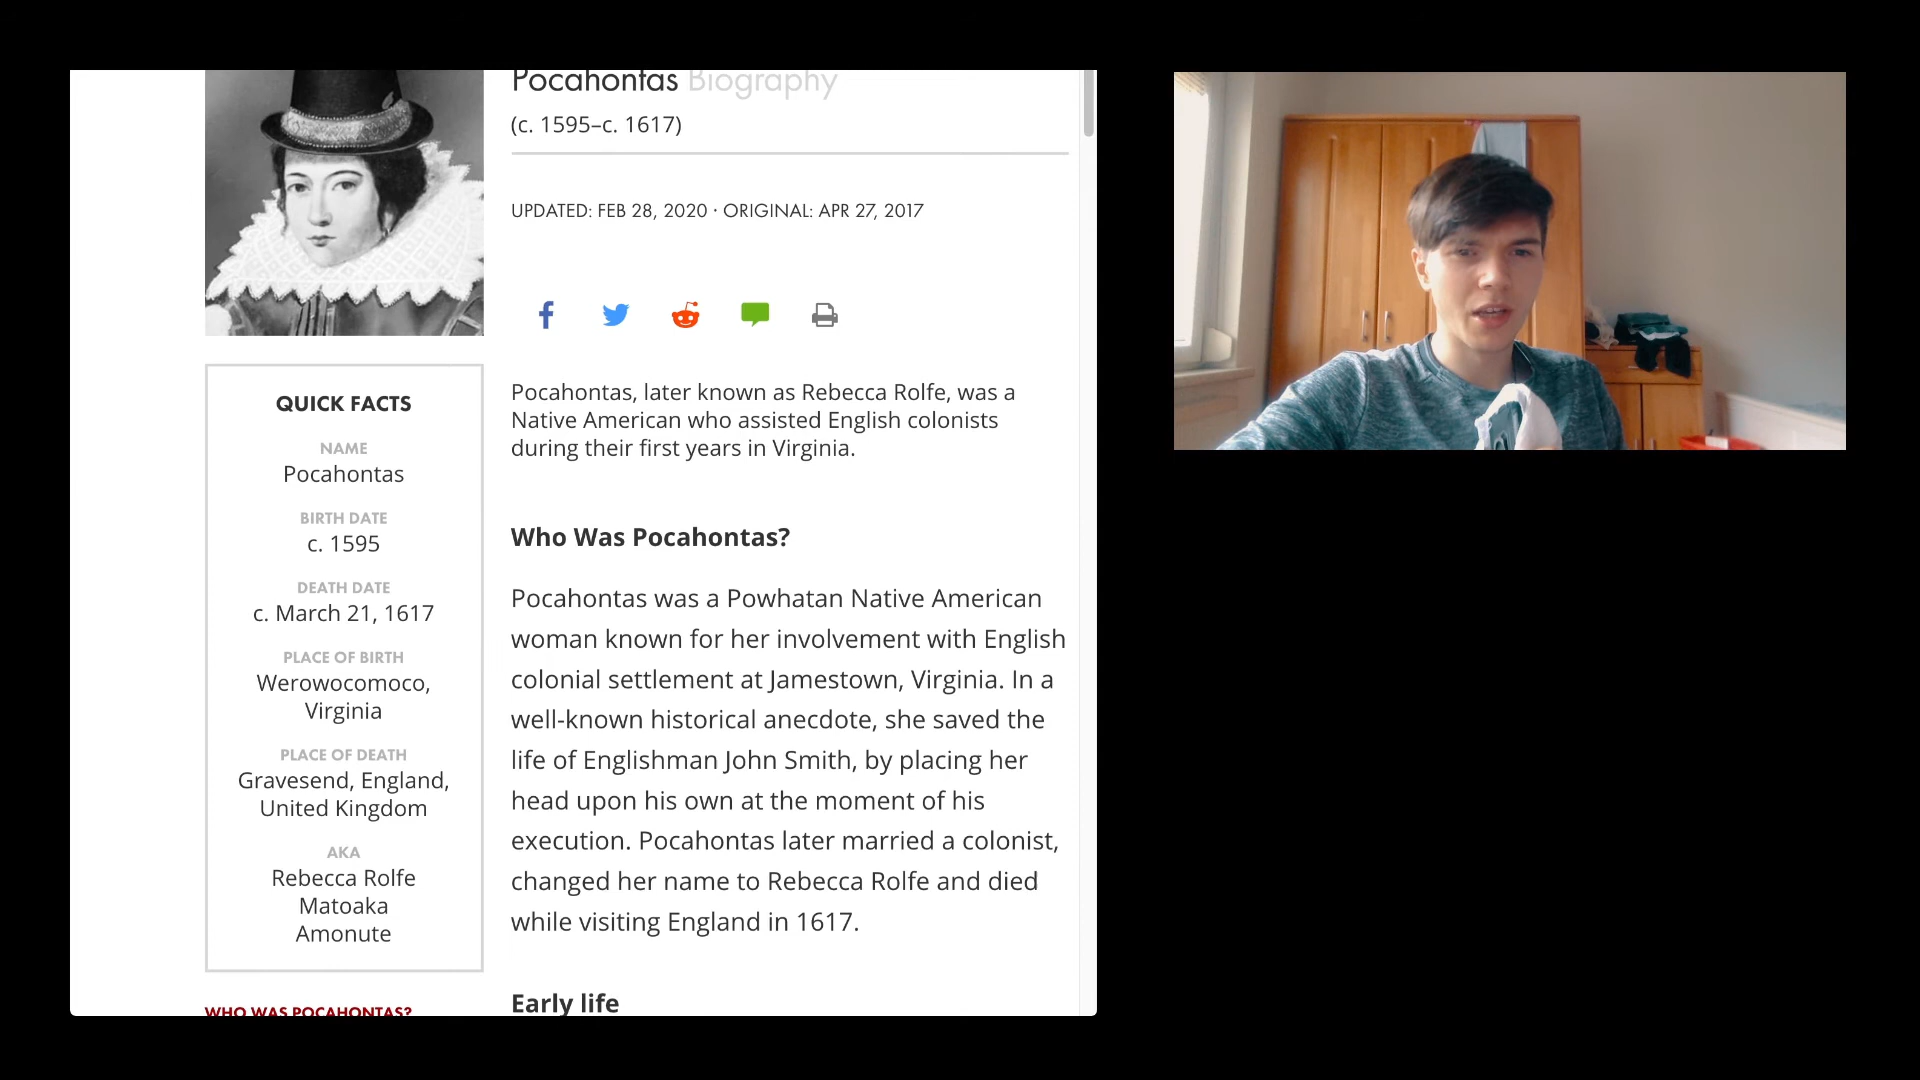 Pocahontas Biography
(c. 1595–c. 1617)
UPDATED: FEB 28, 2020 · ORIGINAL: APR 27, 2017
QUICK FACTS
NAME
Pocahontas
BIRTH DATE
c. 1595
DEATH DATE
c. March 21, 1617
PLACE OF BIRTH
Werowocomoco,
Virginia
PLACE OF DEATH
Gravesend, England,
United Kingdom
AKA
Rebecca Rolfe
Matoaka
Amonute
WHO WAS POCAHONTAS?
Pocahontas, later known as Rebecca Rolfe, was a
Native American who assisted English colonists
during their first years in Virginia.
Who Was Pocahontas?
Pocahontas was a Powhatan Native American
woman known for her involvement with English
colonial settlement at Jamestown, Virginia. In a
well-known historical anecdote, she saved the
life of Englishman John Smith, by placing her
head upon his own at the moment of his
execution. Pocahontas later married a colonist,
changed her name to Rebecca Rolfe and died
while visiting England in 1617.
Early life